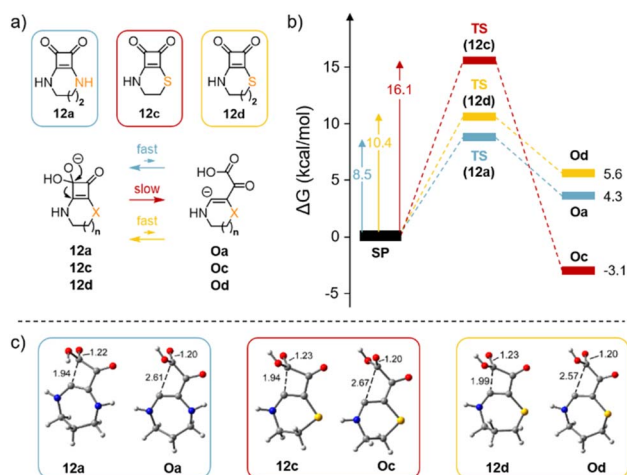 a)
O O
HN NH
2
12a
O O
HN S
12c
O O
HN S
2
12d
O⊖
HO O
HN X
n
12a
12c
12d
fast
slow
fast
HO O
⊖ O
HN X
n
Oa
Oc
Od
b)
ΔG (kcal/mol)
15
10
5
0
-5
8.5
10.4
16.1
SP
TS
(12c)
TS
(12d)
TS
(12a)
Od
5.6
Oa
4.3
Oc
-3.1
c)
1.22
1.94
12a
1.20
2.61
Oa
1.23
1.94
12c
1.20
2.67
Oc
1.23
1.99
12d
1.20
2.57
Od